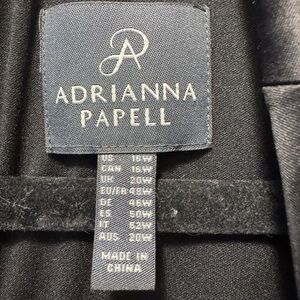 AP
ADRIANNA
PAPELL
US 16W
CAN 16W
UK 20W
EU/FR 48W
DE 46W
ES 50W
IT 52W
AUS 20W
MADE IN
CHINA